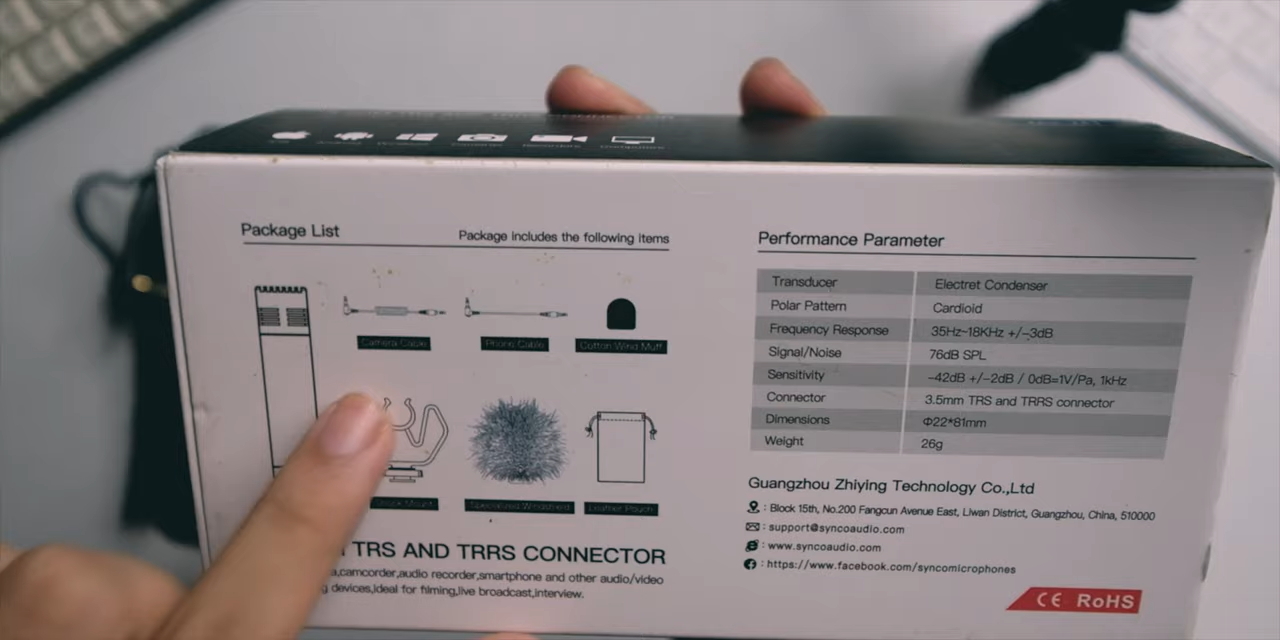 Package List
Package includes the following items
Camera Cable
Phone Cable
Cotton Wind Muff
Mount
Specialized Windshield
Leather Pouch
TRS AND TRRS CONNECTOR
,camcorder,audio recorder,smartphone and other audio/video
devices,ideal for filming,live broadcast,interview.
Performance Parameter
Transducer Electret Condenser
Polar Pattern Cardioid
Frequency Response 35Hz~18KHz +/-3dB
Signal/Noise 76dB SPL
Sensitivity -42dB +/-2dB / 0dB=1V/Pa, 1kHz
Connector 3.5mm TRS and TRRS connector
Dimensions Φ22*81mm
Weight 26g
Guangzhou Zhiying Technology Co.,Ltd
: Block 15th, No.200 Fangcun Avenue East, Liwan District, Guangzhou, China, 510000
: support@syncoaudio.com
: www.syncoaudio.com
: https://www.facebook.com/syncomicrophones
CE RoHS